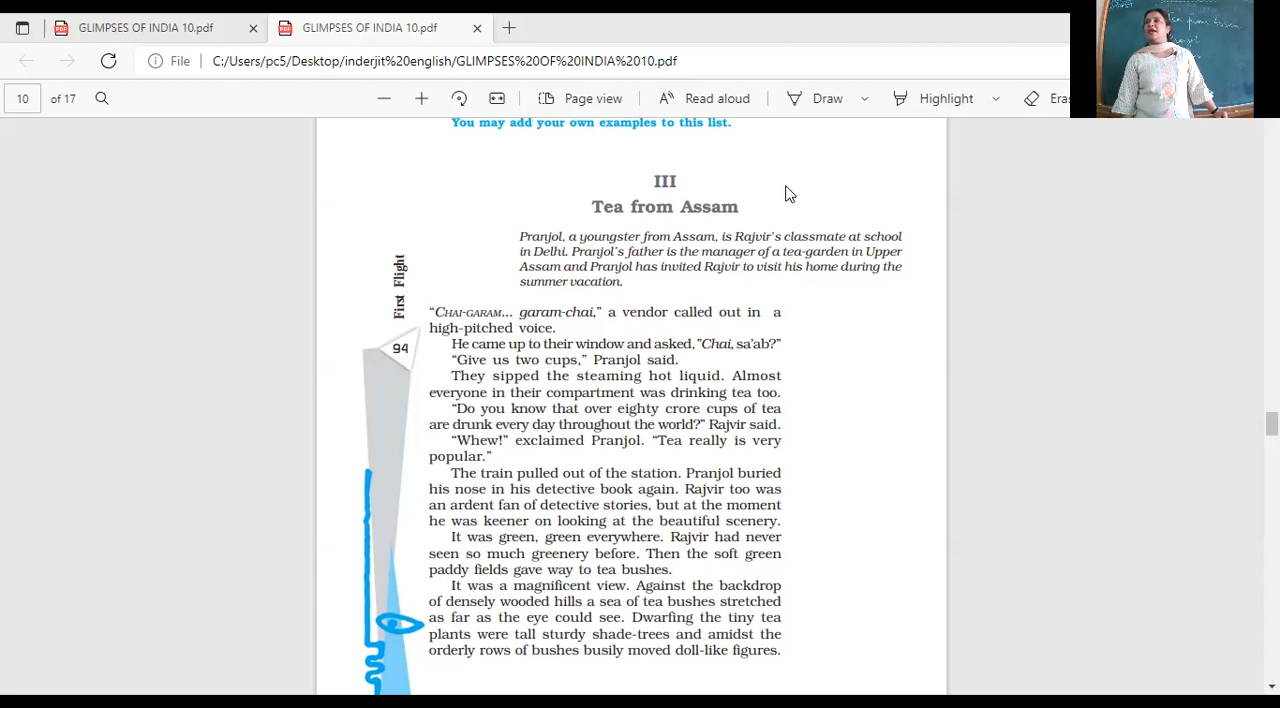 GLIMPSES OF INDIA 10.pdf
GLIMPSES OF INDIA 10.pdf
File
C:/Users/pc5/Desktop/inderjit%20english/GLIMPSES%20OF%20INDIA%2010.pdf
10 of 17
Page view
Read aloud
Draw
Highlight
Eras
Tea from Assam
You may add your own examples to this list.
III
Tea from Assam
Pranjol, a youngster from Assam, is Rajvir's classmate at school
in Delhi. Pranjol's father is the manager of a tea-garden in Upper
Assam and Pranjol has invited Rajvir to visit his home during the
summer vacation.
First Flight
94
“CHAI-GARAM... garam-chai,” a vendor called out in a
high-pitched voice.
He came up to their window and asked, ”Chai, sa'ab?”
“Give us two cups,” Pranjol said.
They sipped the steaming hot liquid. Almost
everyone in their compartment was drinking tea too.
“Do you know that over eighty crore cups of tea
are drunk every day throughout the world?” Rajvir said.
“Whew!” exclaimed Pranjol. “Tea really is very
popular.”
The train pulled out of the station. Pranjol buried
his nose in his detective book again. Rajvir too was
an ardent fan of detective stories, but at the moment
he was keener on looking at the beautiful scenery.
It was green, green everywhere. Rajvir had never
seen so much greenery before. Then the soft green
paddy fields gave way to tea bushes.
It was a magnificent view. Against the backdrop
of densely wooded hills a sea of tea bushes stretched
as far as the eye could see. Dwarfing the tiny tea
plants were tall sturdy shade-trees and amidst the
orderly rows of bushes busily moved doll-like figures.